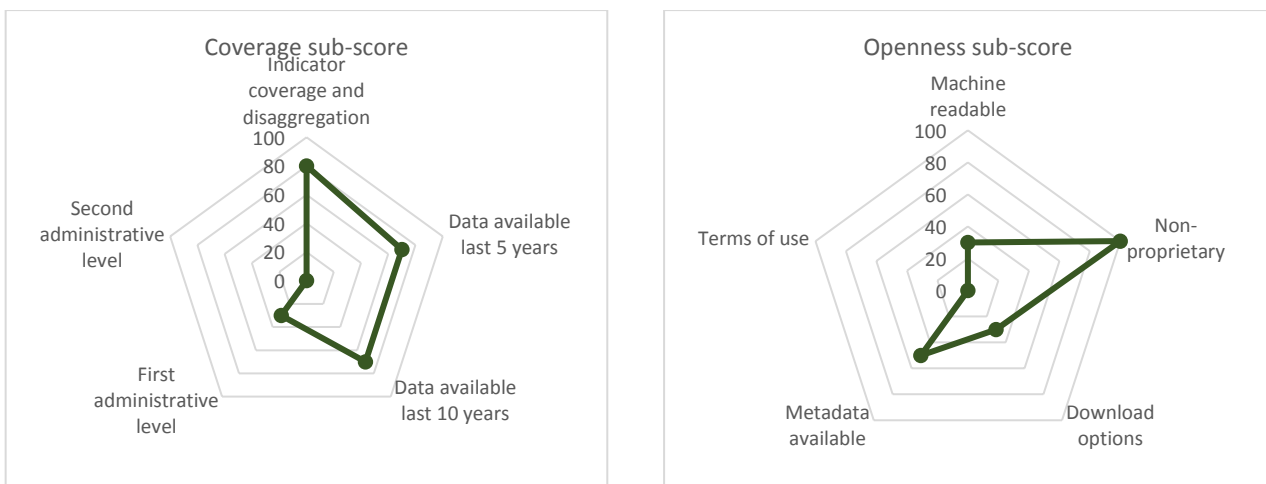 Coverage sub-score
Indicator
coverage and
disaggregation
100
80
60
40
20
0
Data available
last 5 years
Data available
last 10 years
First
administrative
level
Second
administrative
level
Openness sub-score
Machine
readable
100
80
60
40
20
0
Non-
proprietary
Download
options
Metadata
available
Terms of use